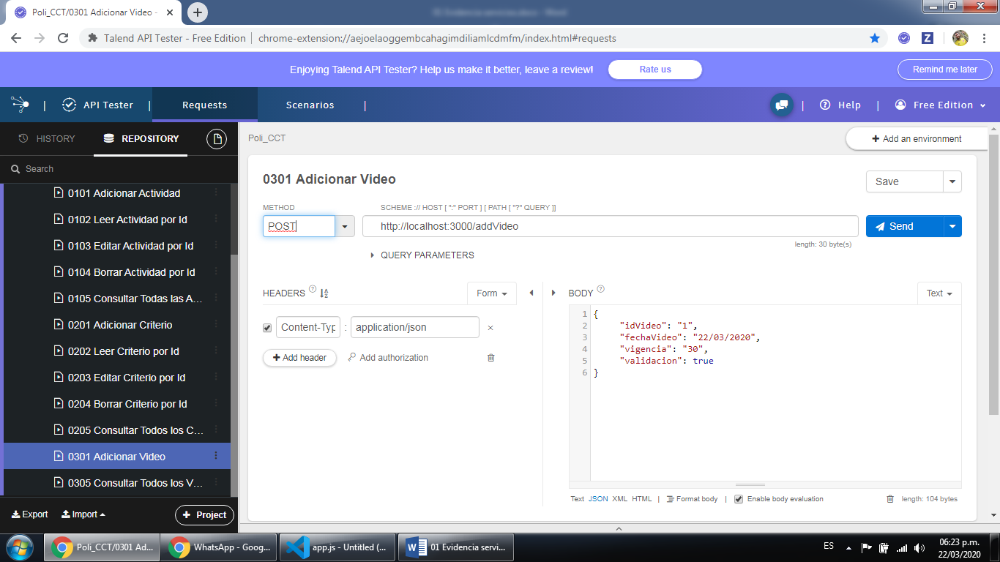 Poli_CCT/0301 Adicionar Video -
Talend API Tester - Free Edition | chrome-extension://aejoelaoggembcahagimdiliamlcdmfm/index.html#requests
Enjoying Talend API Tester? Help us make it better, leave a review!
Rate us
Remind me later
| API Tester | Requests Scenarios | | Help | Free Edition
HISTORY REPOSITORY
Search
0101 Adicionar Actividad
0102 Leer Actividad por Id
0103 Editar Actividad por Id
0104 Borrar Actividad por Id
0105 Consultar Todas las A...
0201 Adicionar Criterio
0202 Leer Criterio por Id
0203 Editar Criterio por Id
0204 Borrar Criterio por Id
0205 Consultar Todos los C...
0301 Adicionar Video
0305 Consultar Todos los V...
Export Import + Project
Poli_CCT
+ Add an environment
0301 Adicionar Video
Save
METHOD
SCHEME :// HOST [ ":" PORT ] [ PATH [ "?" QUERY ]]
POST
http://localhost:3000/addVideo
Send
length: 30 byte(s)
QUERY PARAMETERS
HEADERS ? Form
Content-Typ : application/json ×
+ Add header Add authorization
BODY ? Text
1 {
2 "idVideo": "1",
3 "fechaVideo": "22/03/2020",
4 "vigencia": "30",
5 "validacion": true
6 }
Text JSON XML HTML | Format body | Enable body evaluation length: 104 bytes
Poli_CCT/0301 Ad...
WhatsApp - Goog...
app.js - Untitled (...
01 Evidencia servi...
ES
06:23 p.m.
22/03/2020